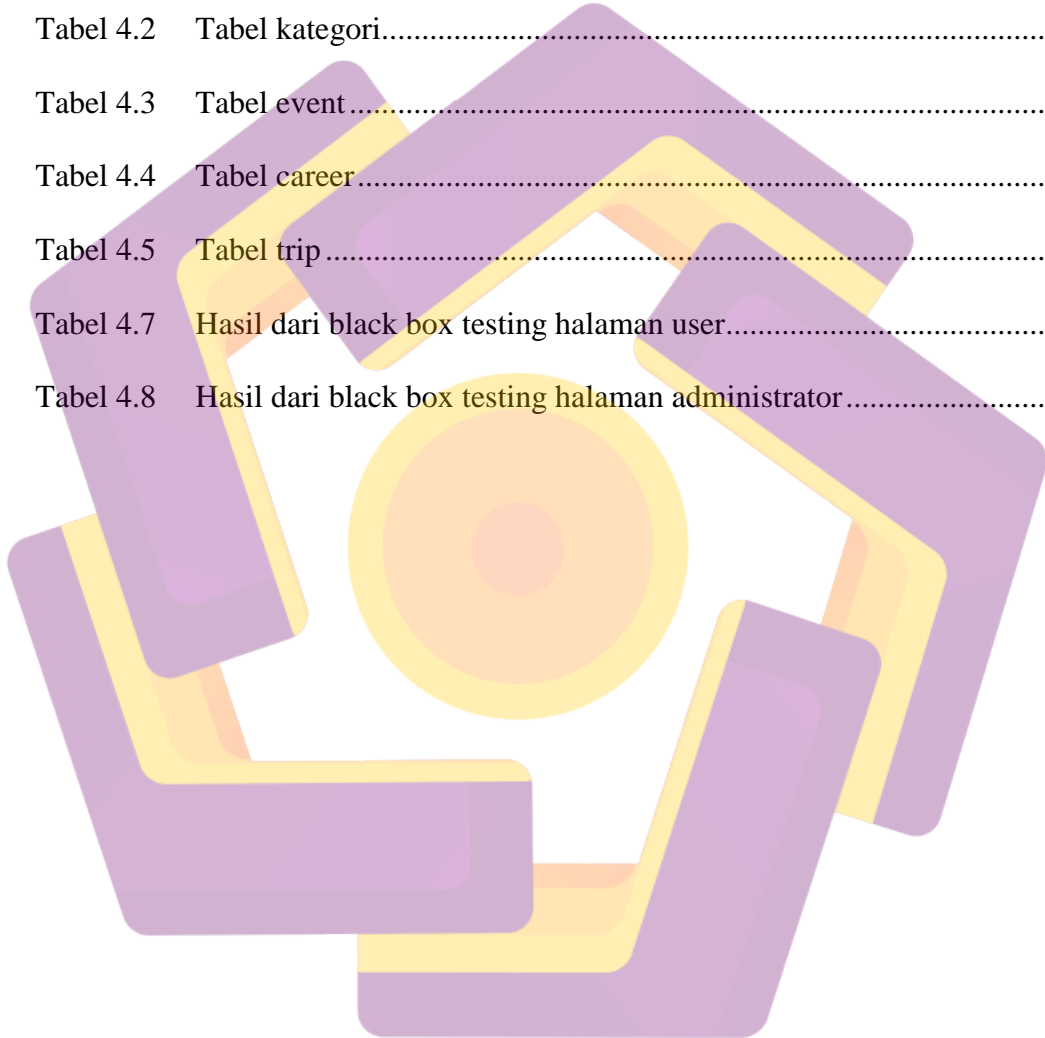 Tabel 4.2 Tabel kategori..................................................................................
Tabel 4.3 Tabel event......................................................................................
Tabel 4.4 Tabel career.....................................................................................
Tabel 4.5 Tabel trip.........................................................................................
Tabel 4.7 Hasil dari black box testing halaman user.......................................
Tabel 4.8 Hasil dari black box testing halaman administrator........................